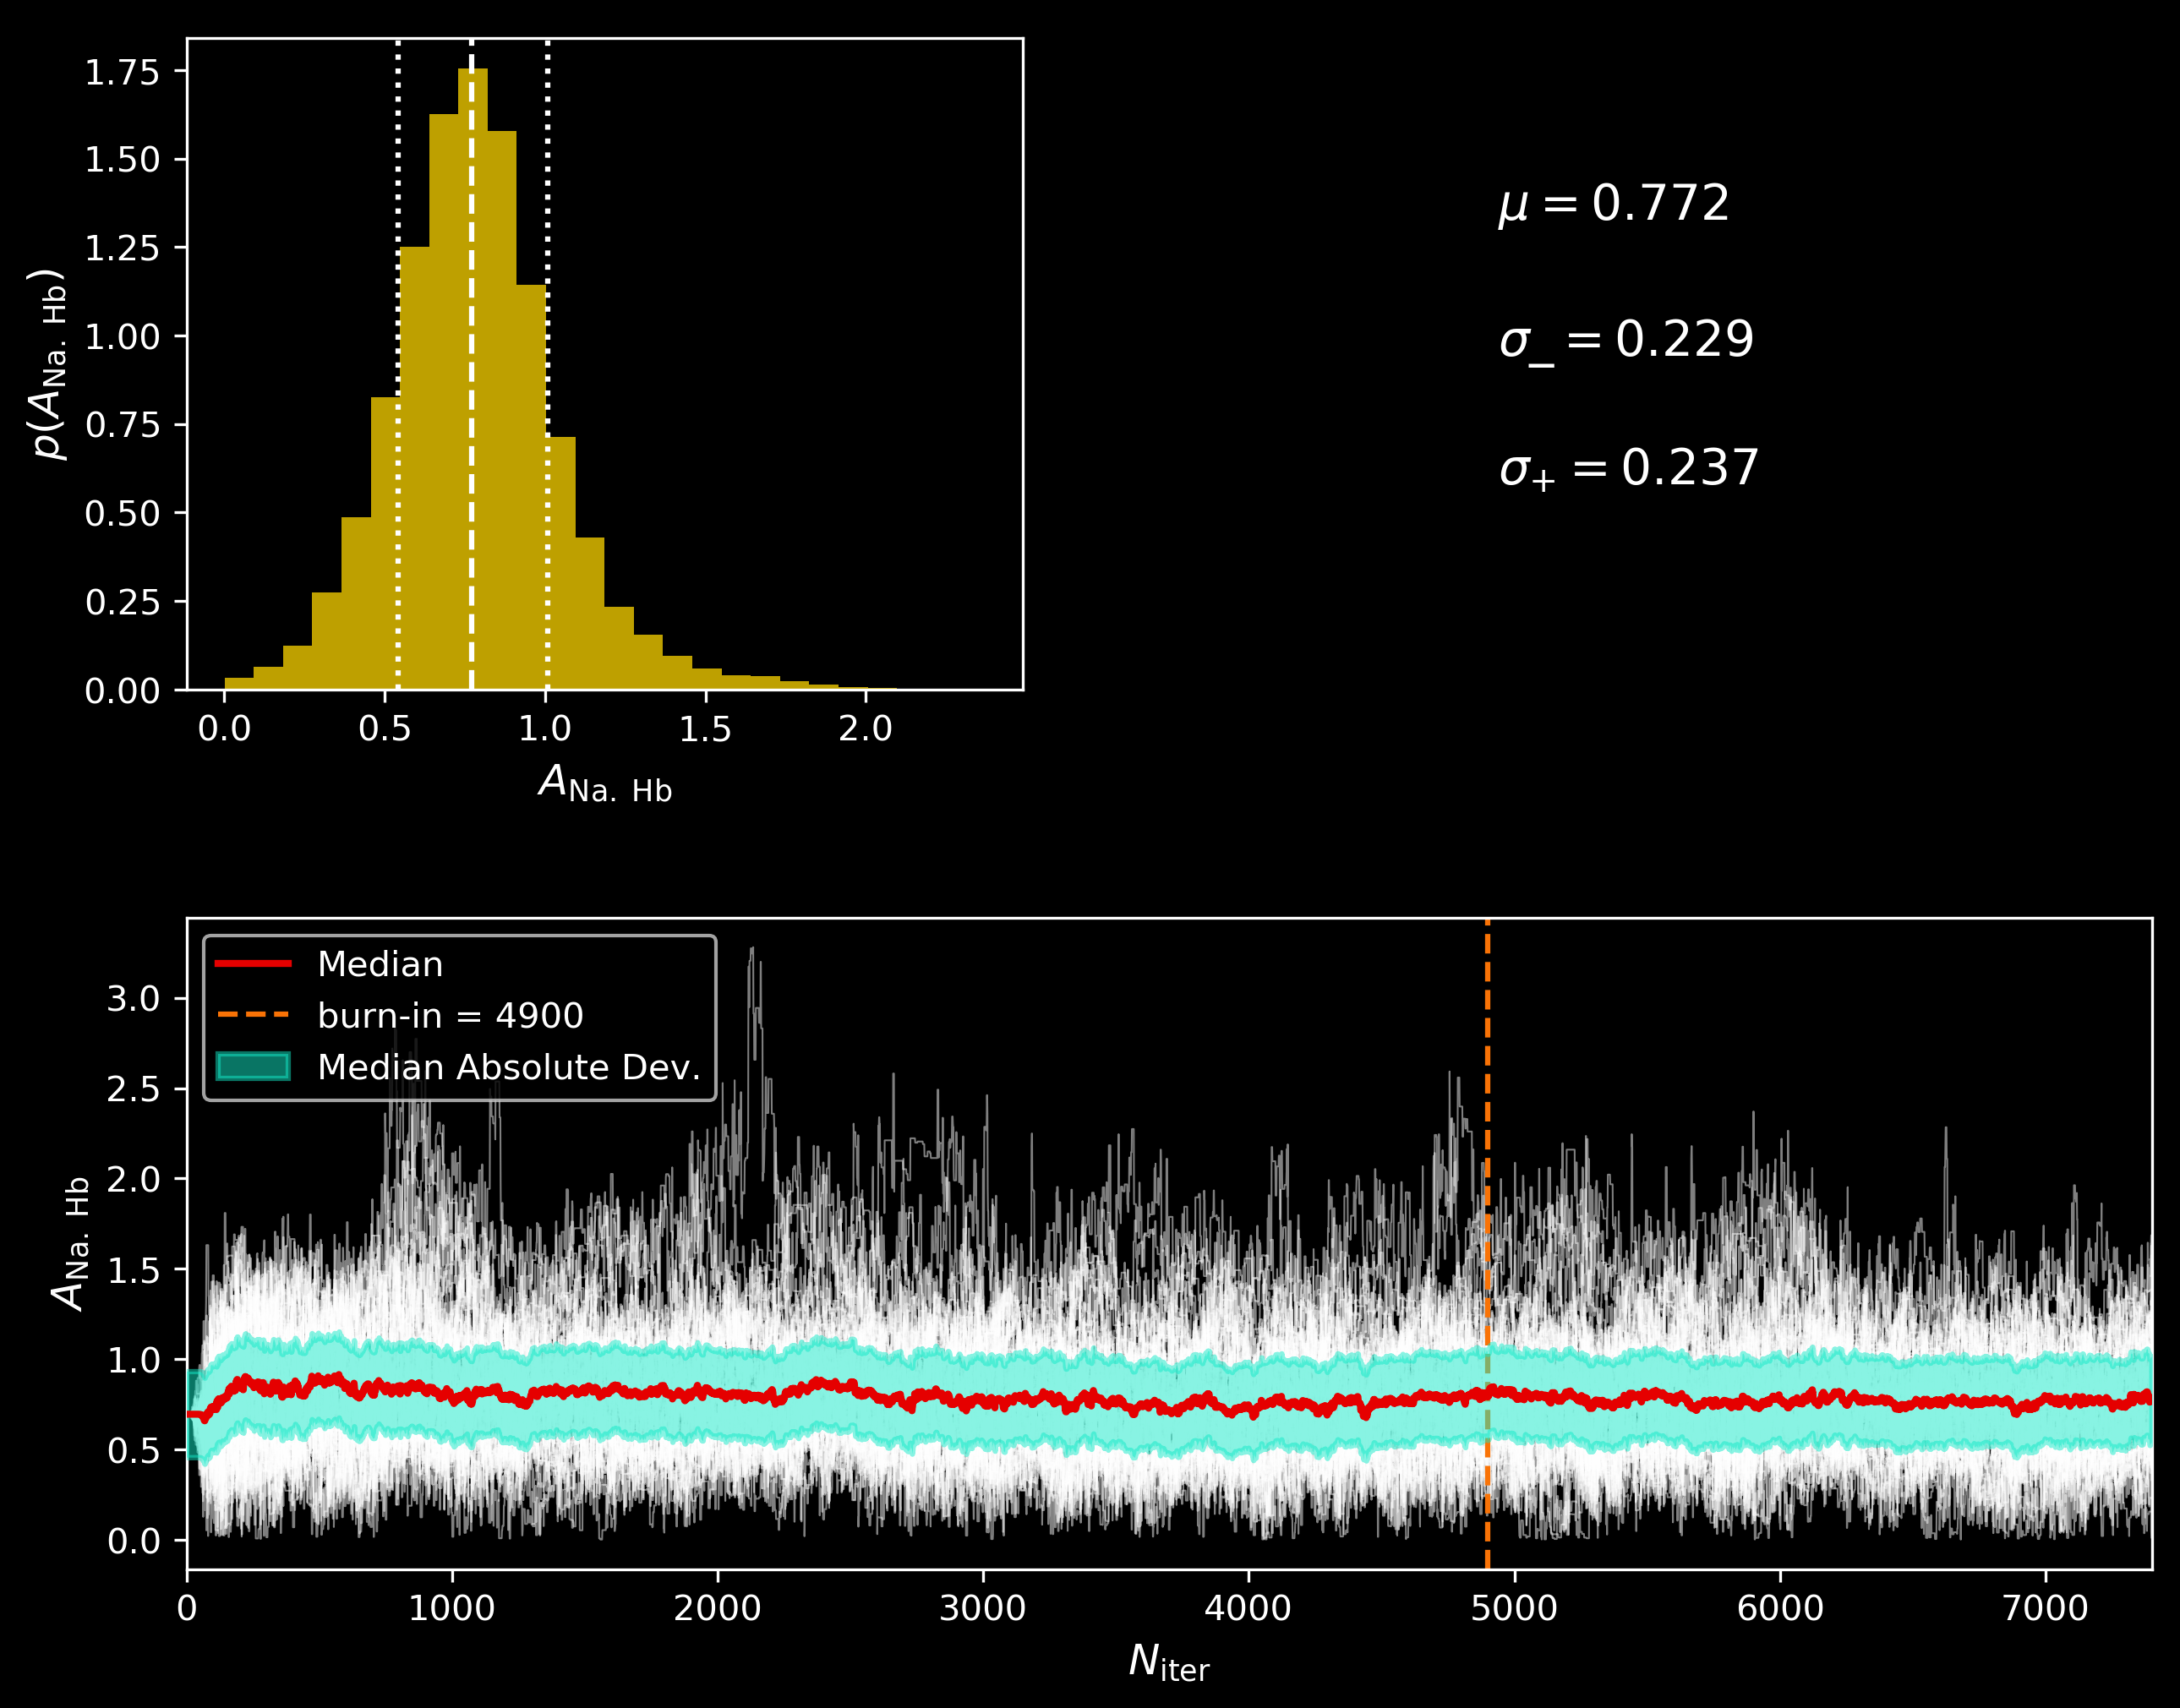 1.75
1.50
1.25
1.00
0.75
0.50
0.25
0.00
p(A_Na. Hb)
0.0 0.5 1.0 1.5 2.0
A_Na. Hb
μ = 0.772
σ_− = 0.229
σ_+ = 0.237
Median
burn-in = 4900
Median Absolute Dev.
3.0
2.5
2.0
1.5
1.0
0.5
0.0
A_Na. Hb
0 1000 2000 3000 4000 5000 6000 7000
N_iter